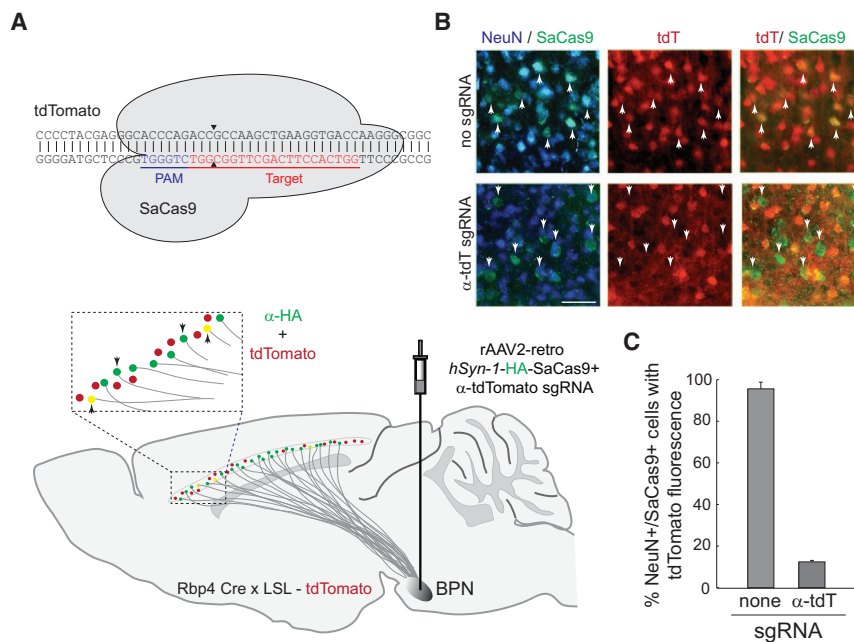 A
tdTomato
CCCCTACGAGGGCACCCAGACCGCCAAGCTGAAGGTGACCAAGGGCGGC
GGGGATGCTCCCGTGGGTCTGGCGGTTCGACTTCCACTGGTTCCCGCCG
PAM
Target
SaCas9
α-HA
+
tdTomato
rAAV2-retro
hSyn-1-HA-SaCas9+
α-tdTomato sgRNA
Rbp4 Cre x LSL - tdTomato
BPN
B
NeuN / SaCas9
tdT
tdT/ SaCas9
no sgRNA
α-tdT sgRNA
C
% NeuN+/SaCas9+ cells with
tdTomato fluorescence
100
80
60
40
20
0
none
α-tdT
sgRNA